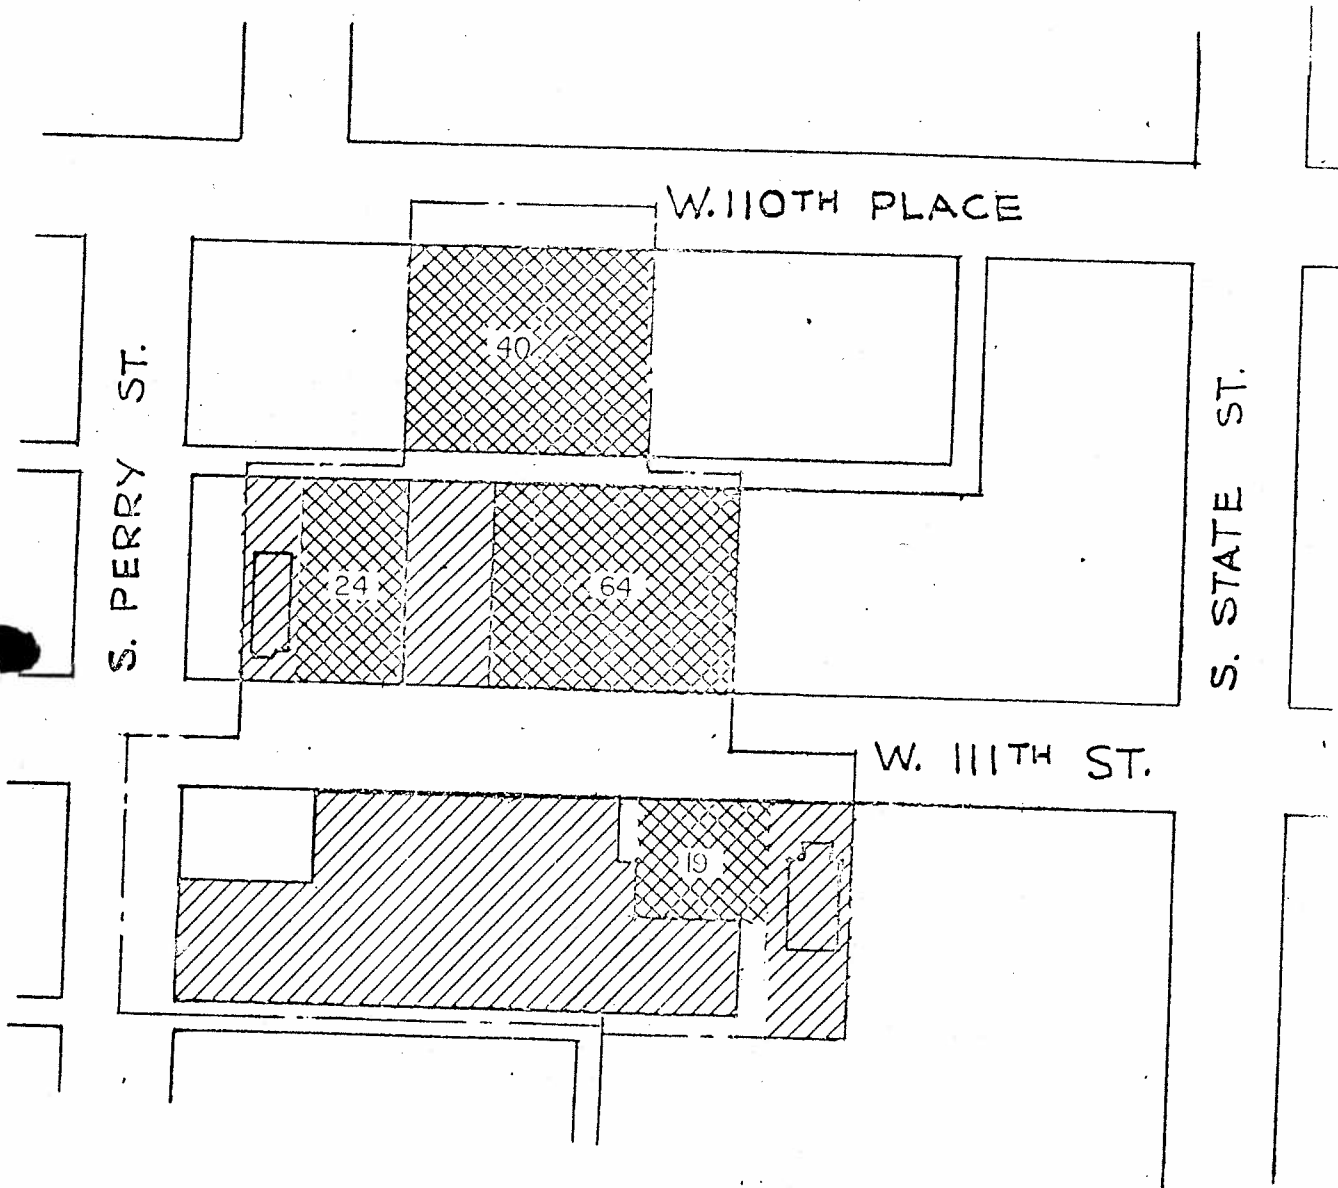 W. 110TH PLACE
40
S. PERRY ST.
S. STATE ST.
24
64
W. 111TH ST.
19